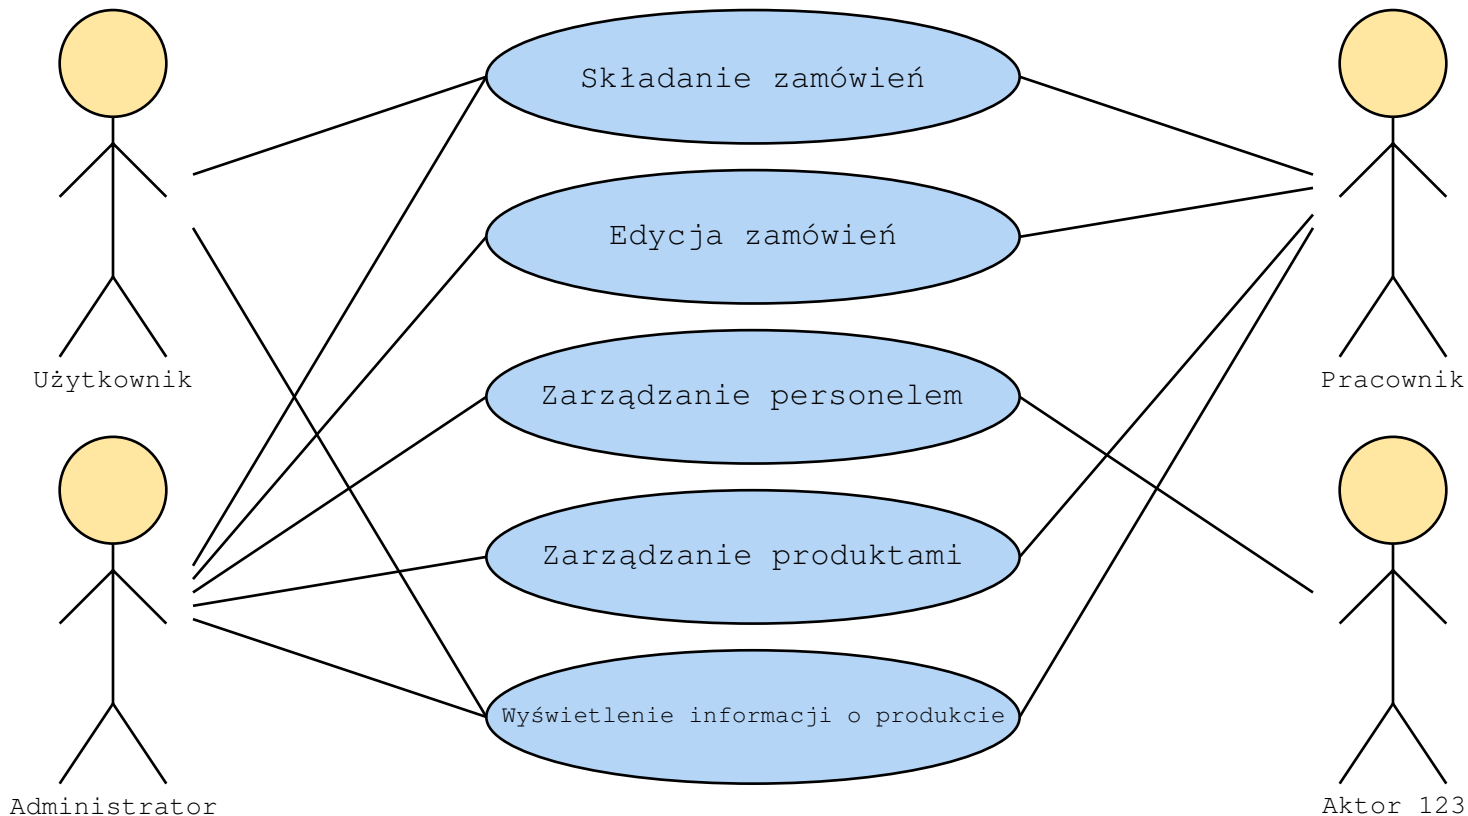 Składanie zamówień
Edycja zamówień
Użytkownik
Pracownik
Zarządzanie personelem
Zarządzanie produktami
Wyświetlenie informacji o produkcie
Administrator
Aktor 123